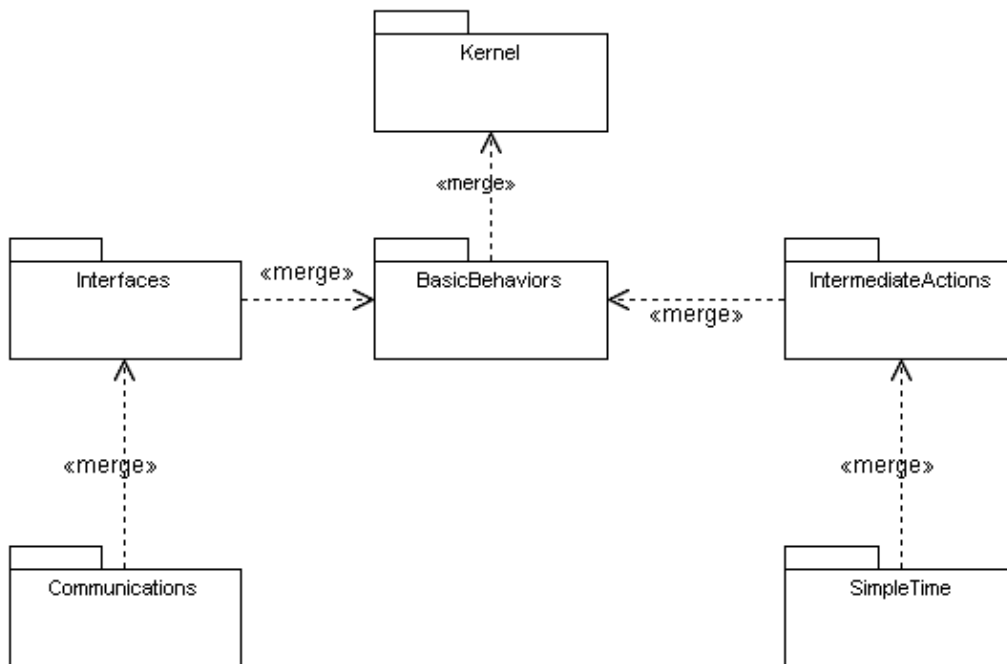 Kernel
«merge»
Interfaces
«merge»
BasicBehaviors
IntermediateActions
«merge»
«merge»
«merge»
Communications
SimpleTime